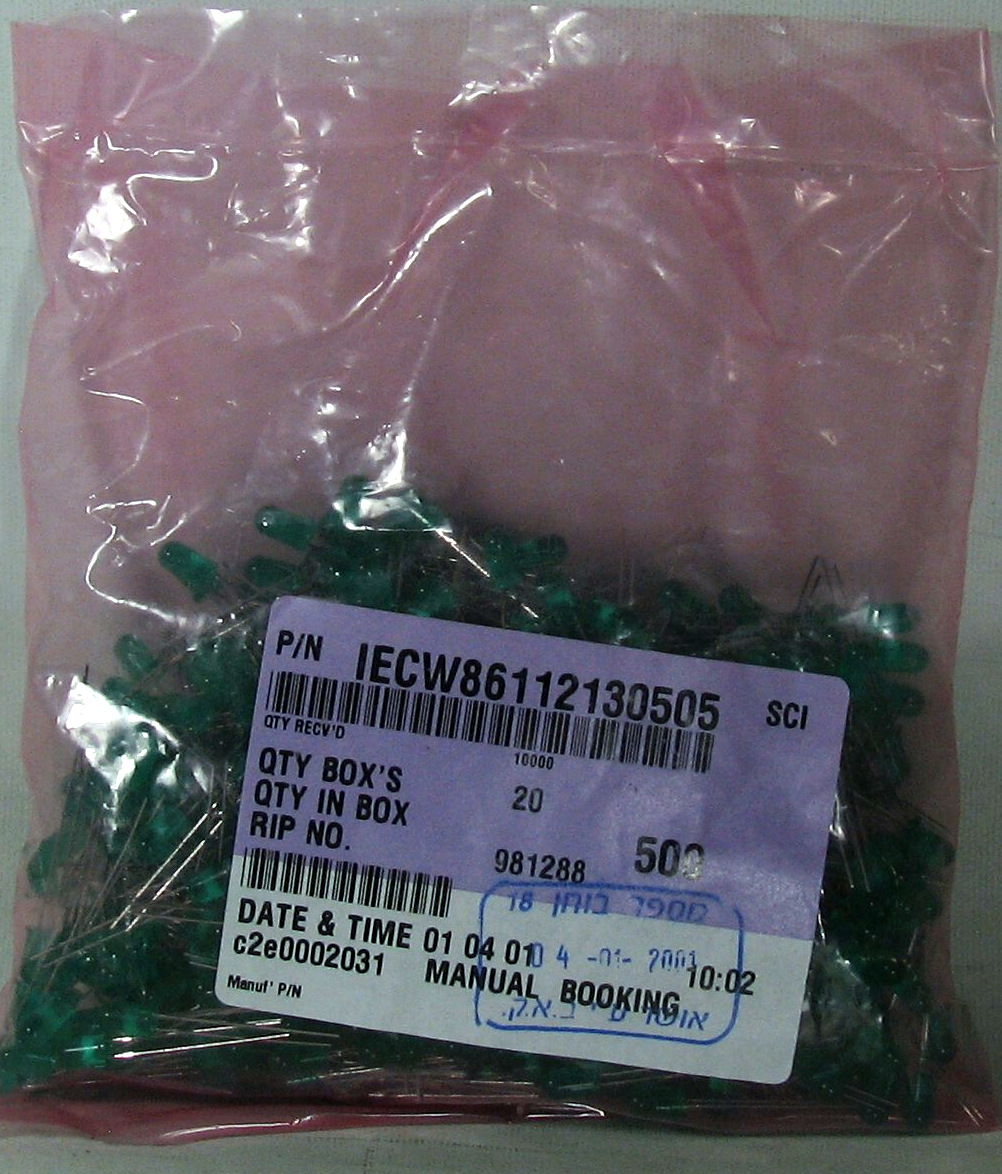 P/N IECW86112130505 SCI
QTY RECV'D 10000
QTY BOX'S 20
QTY IN BOX 500
RIP NO. 981288
DATE & TIME 01 04 01 10:02
c2e0002031 MANUAL BOOKING
Manuf' P/N
מספר בוחן 18
04 -01- 2001
אושר ע"י ב.א.ק.